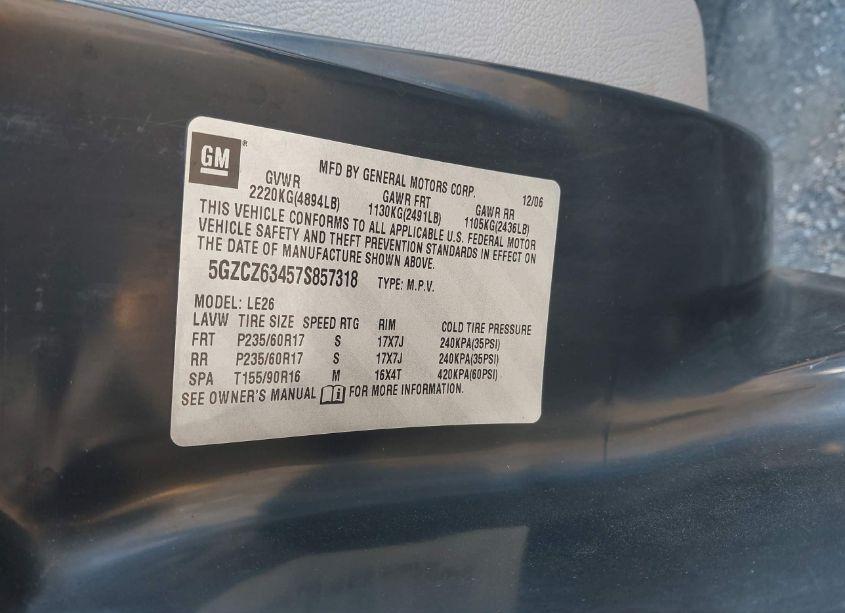 GM ®
MFD BY GENERAL MOTORS CORP. 12/06
GVWR GAWR FRT GAWR RR
2220KG(4894LB) 1130KG(2491LB) 1105KG(2436LB)
THIS VEHICLE CONFORMS TO ALL APPLICABLE U.S. FEDERAL MOTOR
VEHICLE SAFETY AND THEFT PREVENTION STANDARDS IN EFFECT ON
THE DATE OF MANUFACTURE SHOWN ABOVE.
5GZCZ63457S857318 TYPE: M.P.V.
MODEL: LE26
LAVW TIRE SIZE SPEED RTG RIM COLD TIRE PRESSURE
FRT P235/60R17 S 17X7J 240KPA(35PSI)
RR P235/60R17 S 17X7J 240KPA(35PSI)
SPA T155/90R16 M 16X4T 420KPA(60PSI)
SEE OWNER'S MANUAL FOR MORE INFORMATION.